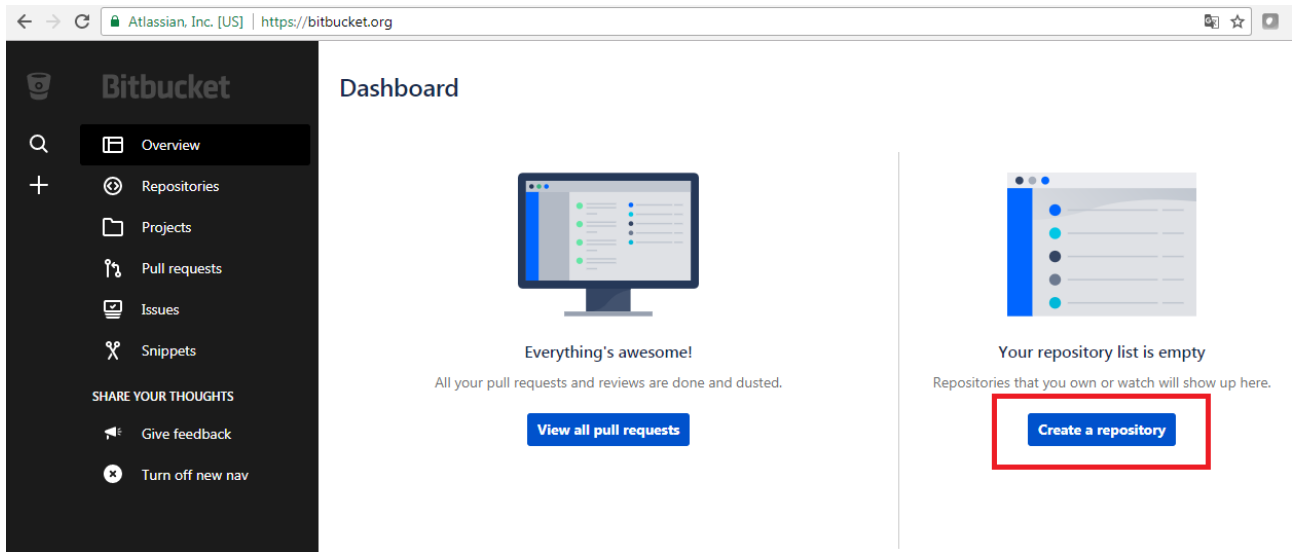 Atlassian, Inc. [US] | https://bitbucket.org
Bitbucket
Overview
Repositories
Projects
Pull requests
Issues
Snippets
SHARE YOUR THOUGHTS
Give feedback
Turn off new nav
Dashboard
Everything's awesome!
All your pull requests and reviews are done and dusted.
View all pull requests
Your repository list is empty
Repositories that you own or watch will show up here.
Create a repository